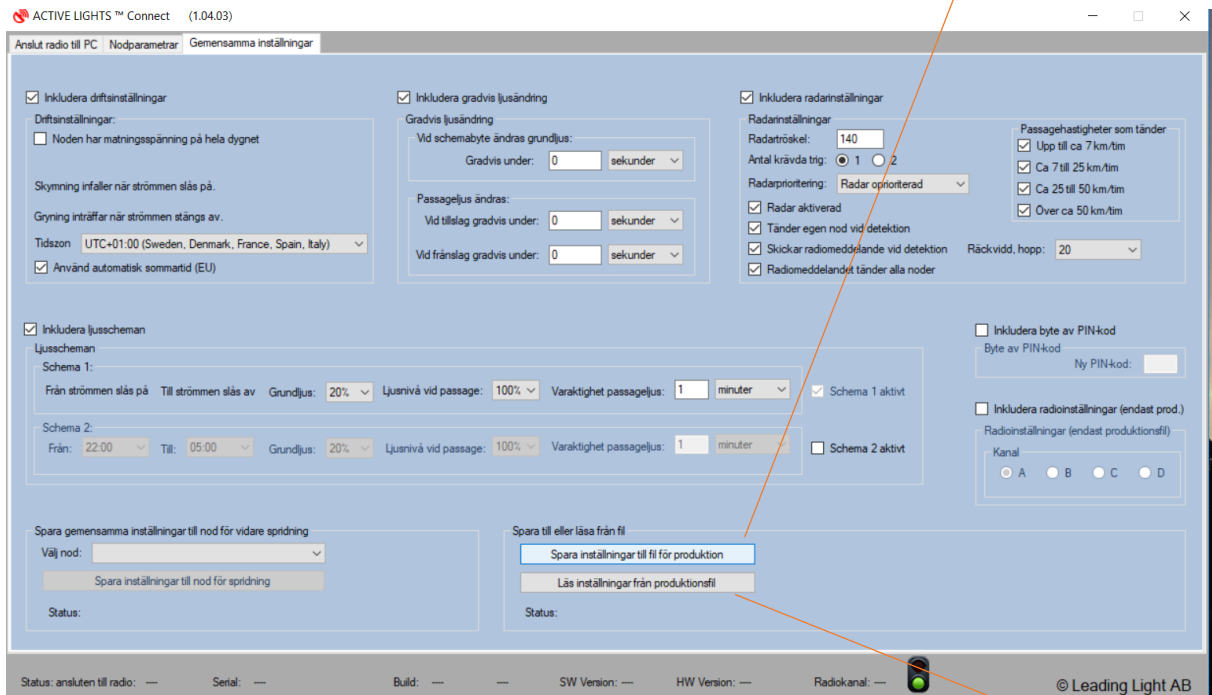 ACTIVE LIGHTS ™ Connect (1.04.03)
Anslut radio till PC Nodparametrar Gemensamma inställningar
Inkludera driftsinställningar
Driftsinställningar:
Noden har matningsspänning på hela dygnet
Skymning infaller när strömmen slås på.
Gryning inträffar när strömmen stängs av.
Tidszon UTC+01:00 (Sweden, Denmark, France, Spain, Italy)
Använd automatisk sommartid (EU)
Inkludera gradvis ljusändring
Gradvis ljusändring
Vid schemabyte ändras grundljus:
Gradvis under: 0 sekunder
Passageljus ändras:
Vid tillslag gradvis under: 0 sekunder
Vid frånslag gradvis under: 0 sekunder
Inkludera radarinställningar
Radarinställningar
Radartröskel: 140
Antal krävda trig: 1 2
Radarprioritering: Radar oprioriterad
Radar aktiverad
Tänder egen nod vid detektion
Skickar radiomeddelande vid detektion Räckvidd, hopp: 20
Radiomeddelandet tänder alla noder
Passagehastigheter som tänder
Upp till ca 7 km/tim
Ca 7 till 25 km/tim
Ca 25 till 50 km/tim
Över ca 50 km/tim
Inkludera ljusscheman
Ljusscheman
Schema 1:
Från strömmen slås på Till strömmen slås av Grundljus: 20% Ljusnivå vid passage: 100% Varaktighet passageljus: 1 minuter Schema 1 aktivt
Schema 2:
Från: 22:00 Till: 05:00 Grundljus: 20% Ljusnivå vid passage: 100% Varaktighet passageljus: 1 minuter Schema 2 aktivt
Inkludera byte av PIN-kod
Byte av PIN-kod
Ny PIN-kod:
Inkludera radioinställningar (endast prod.)
Radioinställningar (endast produktionsfil)
Kanal
A B C D
Spara gemensamma inställningar till nod för vidare spridning
Välj nod:
Spara inställningar till nod för spridning
Status:
Spara till eller läsa från fil
Spara inställningar till fil för produktion
Läs inställningar från produktionsfil
Status:
Status: ansluten till radio: ---- Serial: ---- Build: ---- ---- SW Version: ---- HW Version: ---- Radiokanal: ---- © Leading Light AB